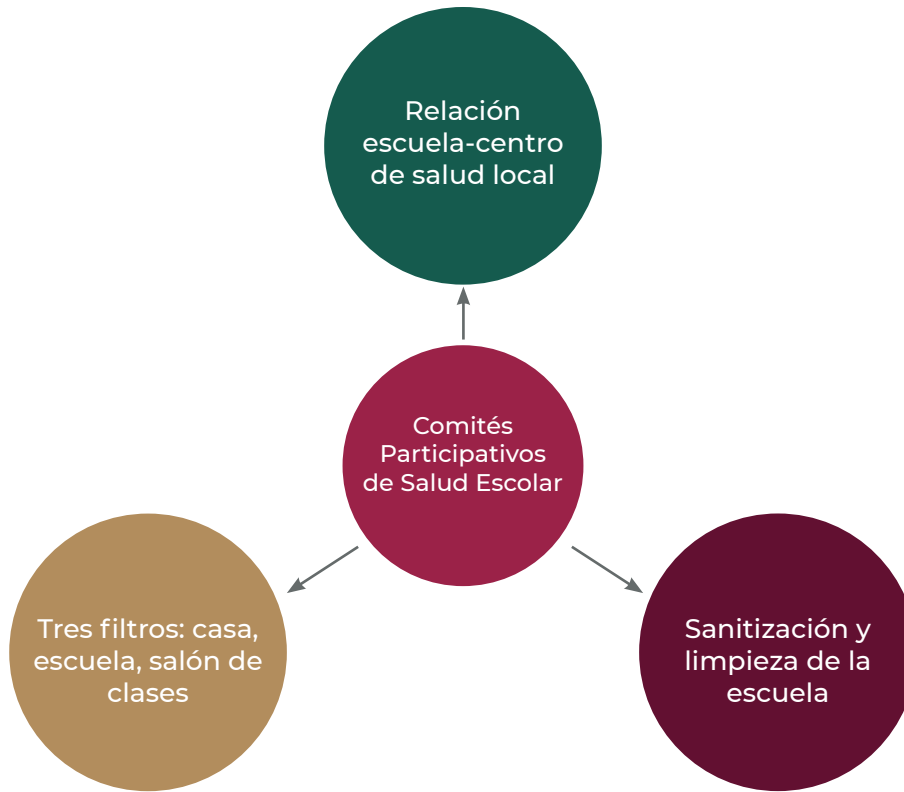 Relación
escuela-centro
de salud local
Comités
Participativos
de Salud Escolar
Tres filtros: casa,
escuela, salón de
clases
Sanitización y
limpieza de la
escuela